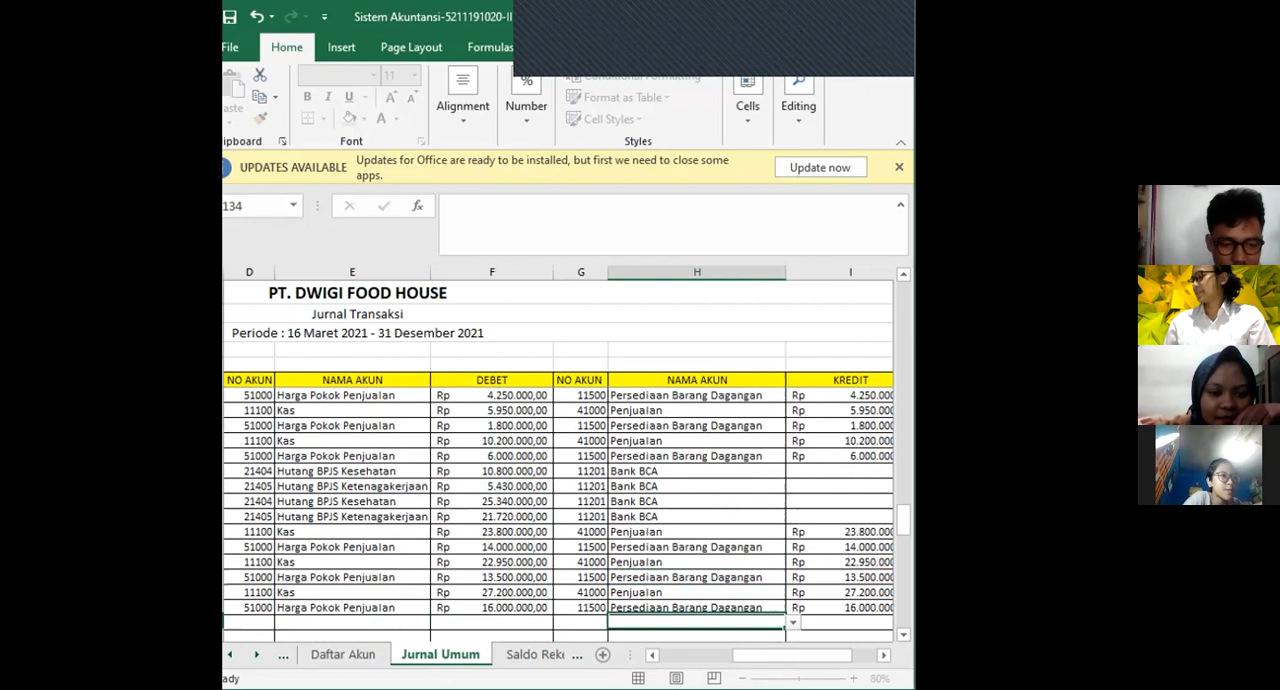 Sistem Akuntansi-5211191020-II
File Home Insert Page Layout Formulas
11
B I U A A
A
Alignment
Number
Conditional Formatting
Format as Table
Cell Styles
Cells
Editing
Font
Styles
UPDATES AVAILABLE Updates for Office are ready to be installed, but first we need to close some apps.
Update now
134
fx
D E F G H I
PT. DWIGI FOOD HOUSE
Jurnal Transaksi
Periode : 16 Maret 2021 - 31 Desember 2021
NO AKUN NAMA AKUN DEBET NO AKUN NAMA AKUN KREDIT
51000 Harga Pokok Penjualan Rp 4.250.000,00 11500 Persediaan Barang Dagangan Rp 4.250.000
11100 Kas Rp 5.950.000,00 41000 Penjualan Rp 5.950.000
51000 Harga Pokok Penjualan Rp 1.800.000,00 11500 Persediaan Barang Dagangan Rp 1.800.000
11100 Kas Rp 10.200.000,00 41000 Penjualan Rp 10.200.000
51000 Harga Pokok Penjualan Rp 6.000.000,00 11500 Persediaan Barang Dagangan Rp 6.000.000
21404 Hutang BPJS Kesehatan Rp 10.800.000,00 11201 Bank BCA
21405 Hutang BPJS Ketenagakerjaan Rp 5.430.000,00 11201 Bank BCA
21404 Hutang BPJS Kesehatan Rp 25.340.000,00 11201 Bank BCA
21405 Hutang BPJS Ketenagakerjaan Rp 21.720.000,00 11201 Bank BCA
11100 Kas Rp 23.800.000,00 41000 Penjualan Rp 23.800.000
51000 Harga Pokok Penjualan Rp 14.000.000,00 11500 Persediaan Barang Dagangan Rp 14.000.000
11100 Kas Rp 22.950.000,00 41000 Penjualan Rp 22.950.000
51000 Harga Pokok Penjualan Rp 13.500.000,00 11500 Persediaan Barang Dagangan Rp 13.500.000
11100 Kas Rp 27.200.000,00 41000 Penjualan Rp 27.200.000
51000 Harga Pokok Penjualan Rp 16.000.000,00 11500 Persediaan Barang Dagangan Rp 16.000.000
... Daftar Akun Jurnal Umum Saldo Rek ...
80%